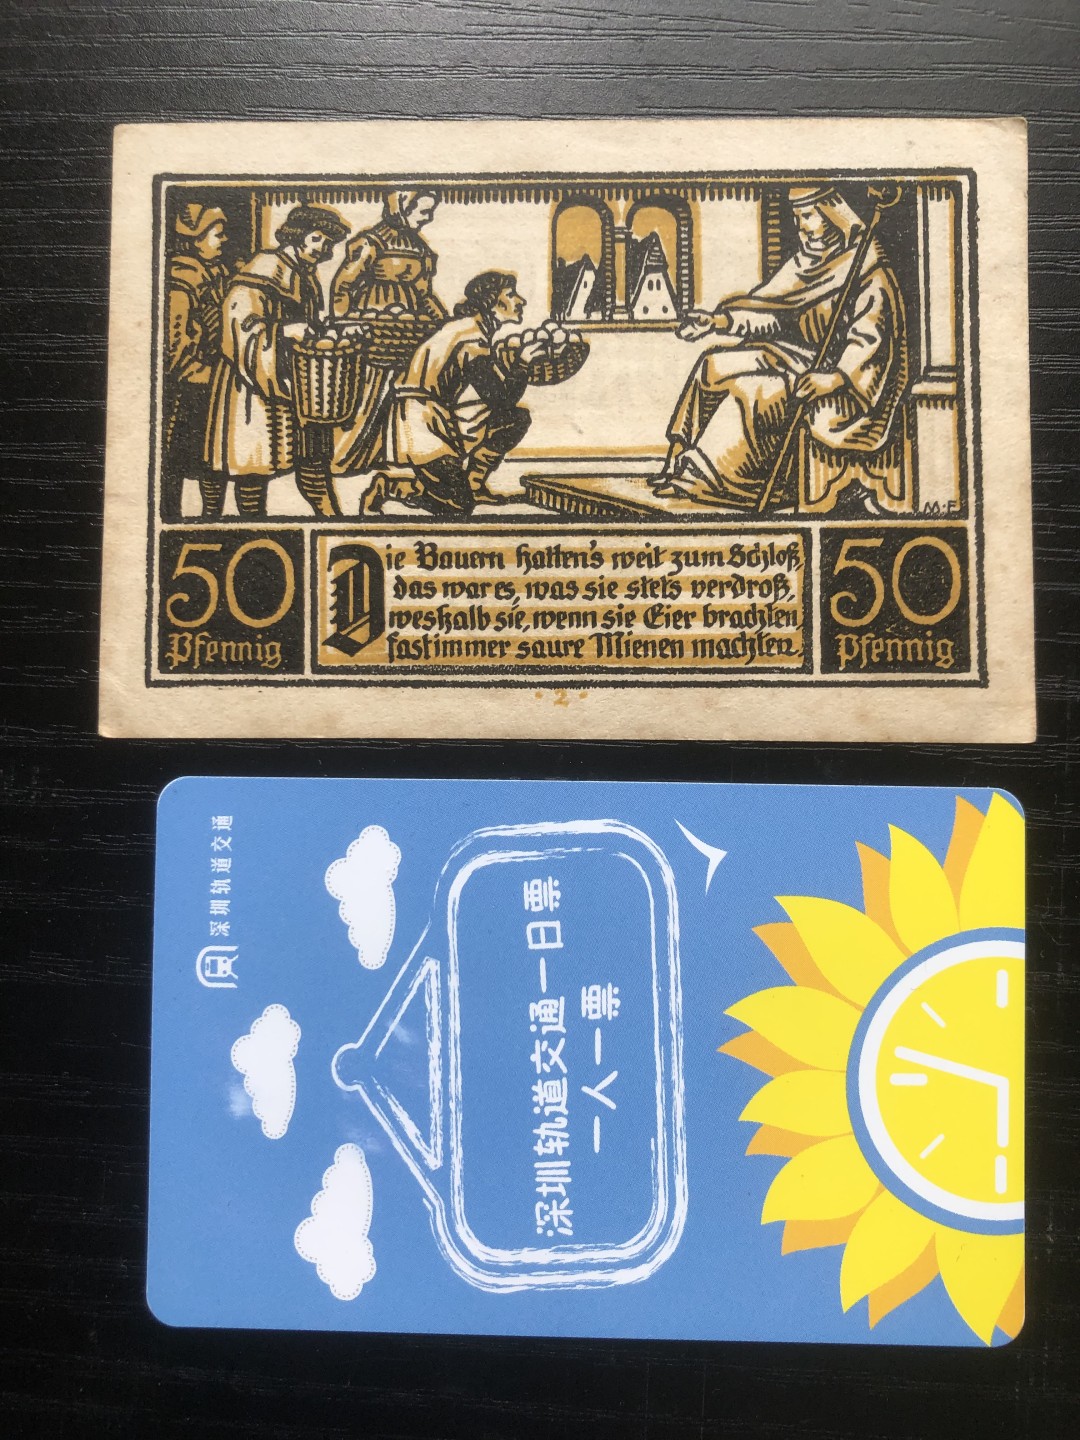 M·F
50
Pfennig
Die Bauern hatten's weit zum Schloß,
das war es, was sie stets verdroß,
weshalb sie, wenn sie Eier brachten,
fast immer saure Mienen machten.
50
Pfennig
· 2 ·
深圳轨道交通
深圳轨道交通一日票
一人一票